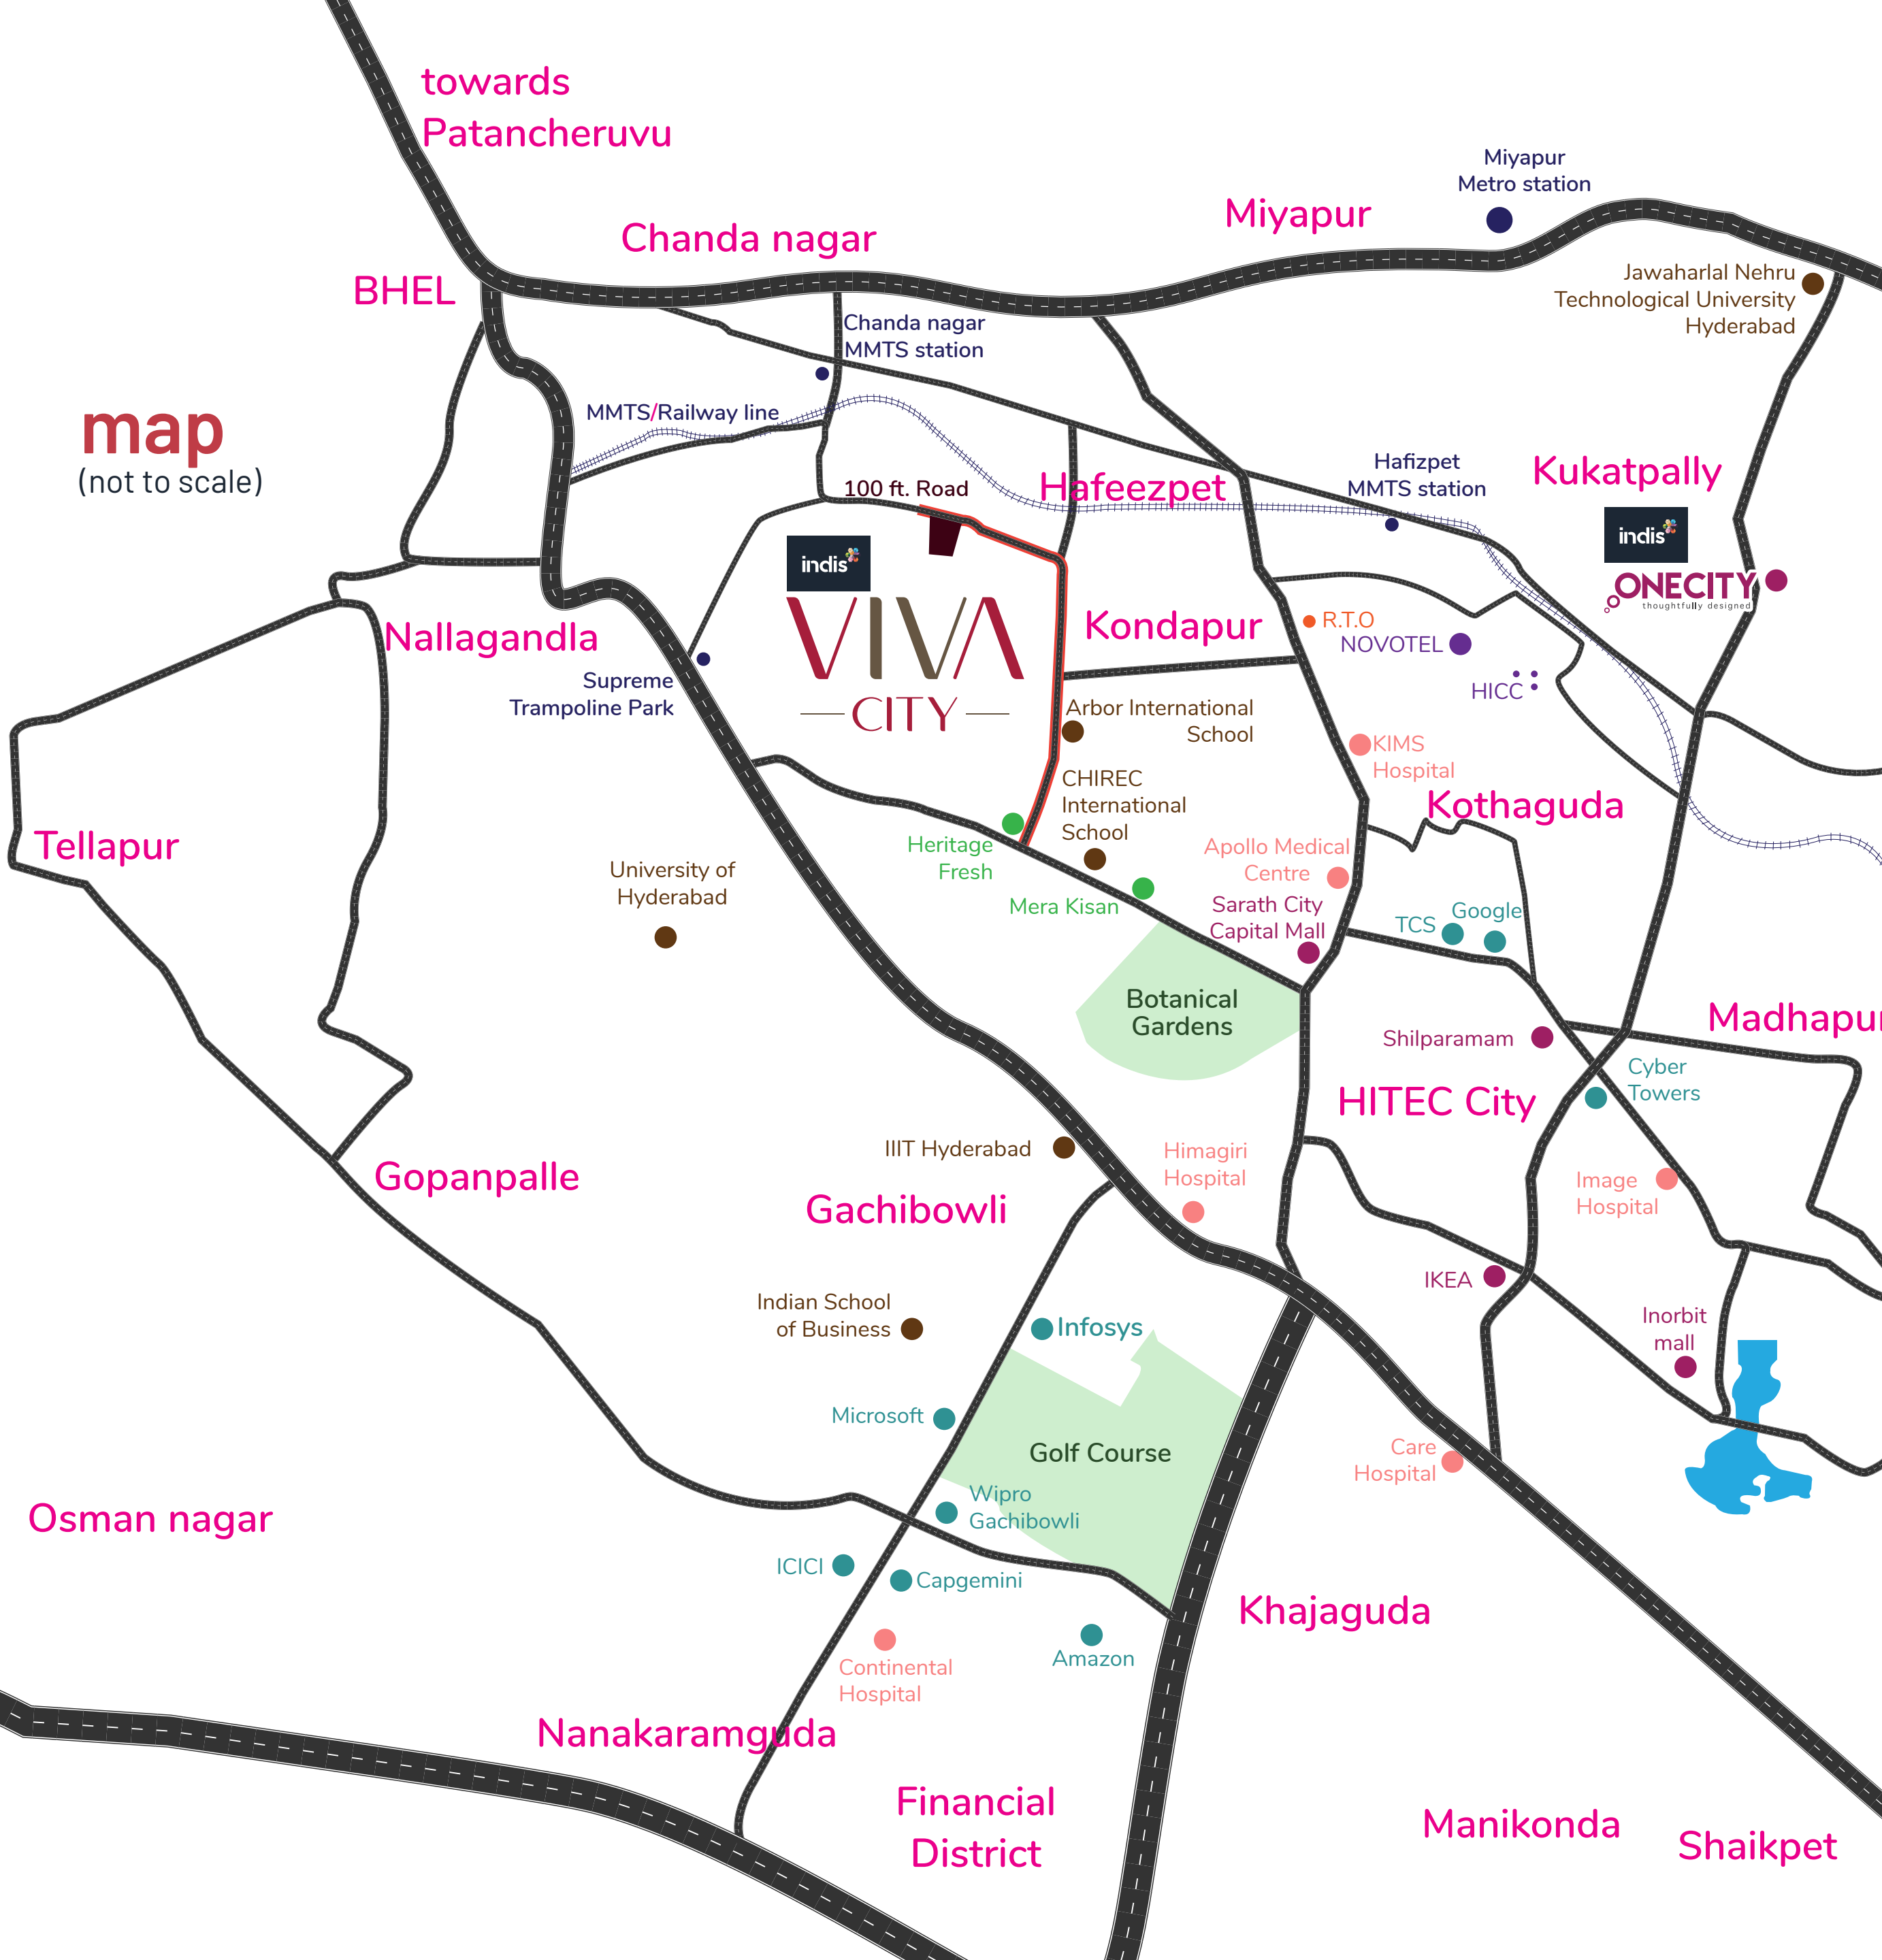 towards
Patancheruvu
Miyapur
Metro station
Miyapur
Chanda nagar
BHEL
Jawaharlal Nehru
Technological University
Hyderabad
Chanda nagar
MMTS station
map
(not to scale)
MMTS/Railway line
Hafizpet
MMTS station
Kukatpally
100 ft. Road
Hafeezpet
indis
ONECITY
thoughtfully designed
indis
VIVA
CITY
Nallagandla
Kondapur
R.T.O
NOVOTEL
HICC
Supreme
Trampoline Park
Arbor International
School
KIMS
Hospital
CHIREC
International
School
Kothaguda
Tellapur
Heritage
Fresh
Apollo Medical
Centre
University of
Hyderabad
Mera Kisan
Sarath City
Capital Mall
TCS
Google
Botanical
Gardens
Madhapur
Shilparamam
Cyber
Towers
HITEC City
IIIT Hyderabad
Himagiri
Hospital
Gopanpalle
Gachibowli
Image
Hospital
IKEA
Indian School
of Business
Infosys
Inorbit
mall
Microsoft
Golf Course
Care
Hospital
Wipro
Gachibowli
Osman nagar
ICICI
Capgemini
Khajaguda
Amazon
Continental
Hospital
Nanakaramguda
Financial
District
Manikonda
Shaikpet